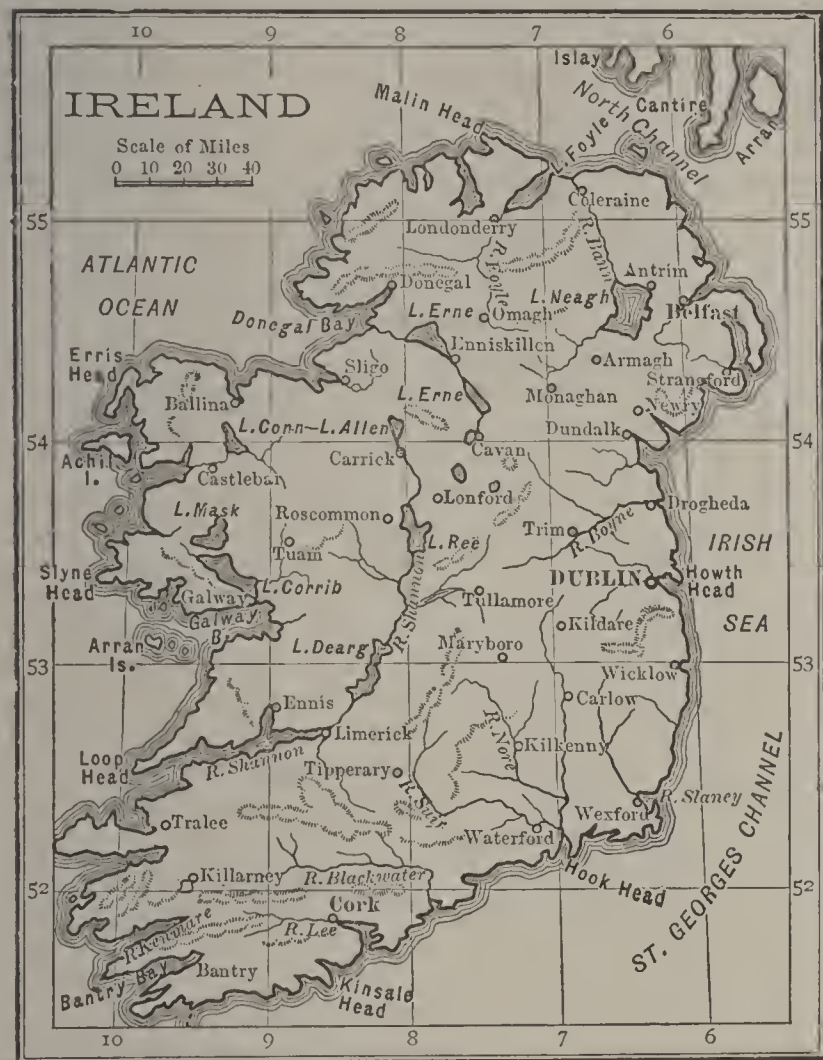 10 9 8 7 6
IRELAND
Scale of Miles
0 10 20 30 40
Malin Head
L. Foyle
North Channel
Islay
Cantire
Arran
55
55
Coleraine
Londonderry
R. Foyle
R. Bann
ATLANTIC
OCEAN
Donegal
Antrim
L. Neagh
Belfast
Donegal Bay
L. Erne
Omagh
Enniskillen
Armagh
Erris
Head
Sligo
Strangford
Ballina
L. Erne
Monaghan
Newry
54
54
L. Conn–L. Allen
Dundalk
Achil
I.
Carrick
Cavan
Castlebar
Lonford
Drogheda
L. Mask
Roscommon
Trim
R. Boyne
Tuam
L. Ree
IRISH
SEA
Slyne
Head
L. Corrib
DUBLIN
Howth
Head
Galway
Galway
B.
R. Shannon
Tullamore
Kildare
Arran
Is.
L. Dearg
Maryboro
53
53
Wicklow
Ennis
Carlow
Limerick
R. Nore
Kilkenny
Loop
Head
R. Shannon
Tipperary
R. Suir
R. Slaney
Wexford
Tralee
Waterford
Hook Head
ST. GEORGES CHANNEL
Killarney
R. Blackwater
52
52
Cork
R. Kenmare
R. Lee
Bantry Bay
Bantry
Kinsale
Head
10 9 8 7 6